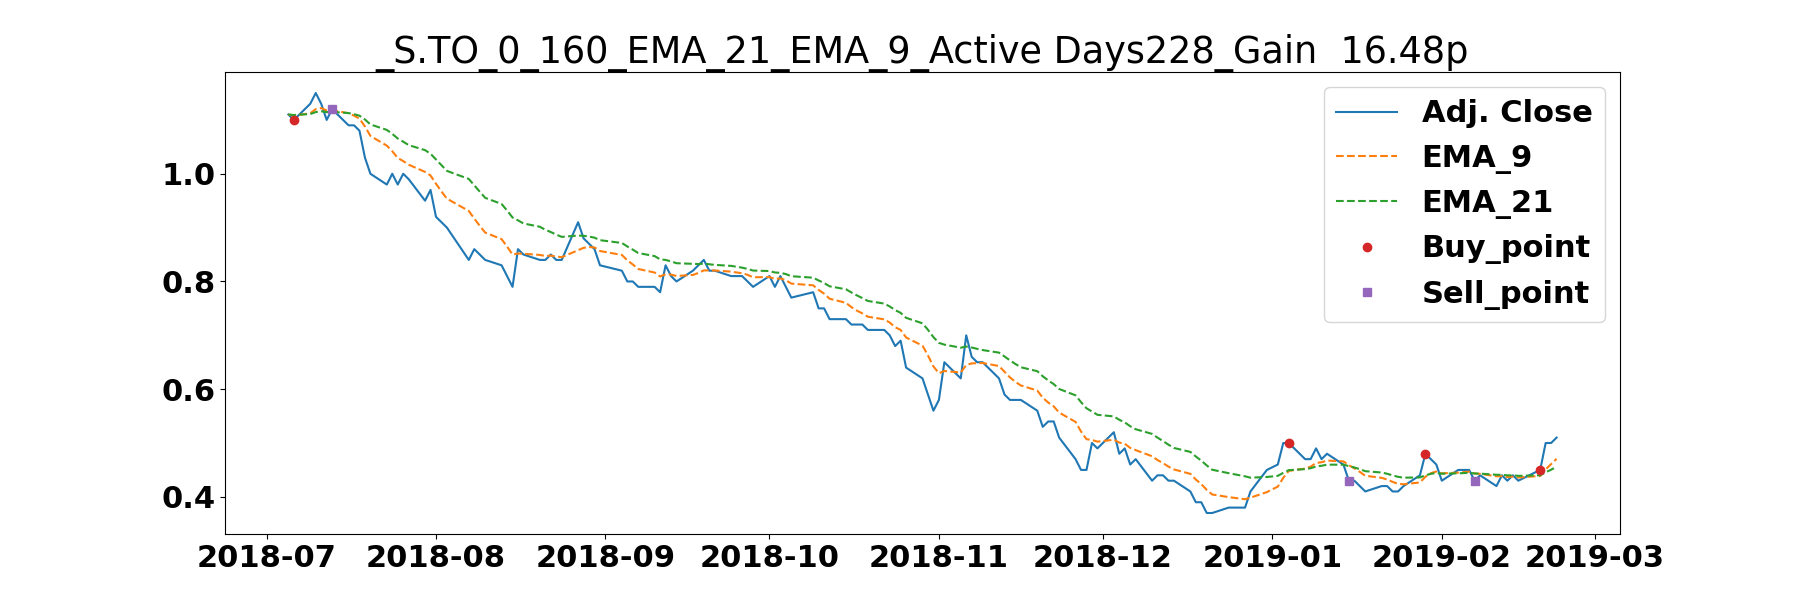 _S.TO_0_160_EMA_21_EMA_9_Active Days228_Gain  16.48p
Adj. Close
EMA_9
EMA_21
Buy_point
Sell_point
1.0
0.8
0.6
0.4
2018-07 2018-08 2018-09 2018-10 2018-11 2018-12 2019-01 2019-02 2019-03